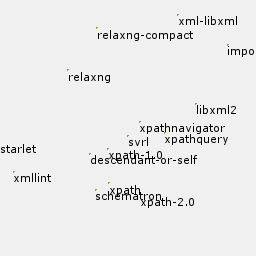 xml-libxml
relaxng-compact
impo
relaxng
libxml2
xpathnavigator
xpathquery
svrl
starlet
xpath-1.0
descendant-or-self
xmllint
xpath
schematron
xpath-2.0